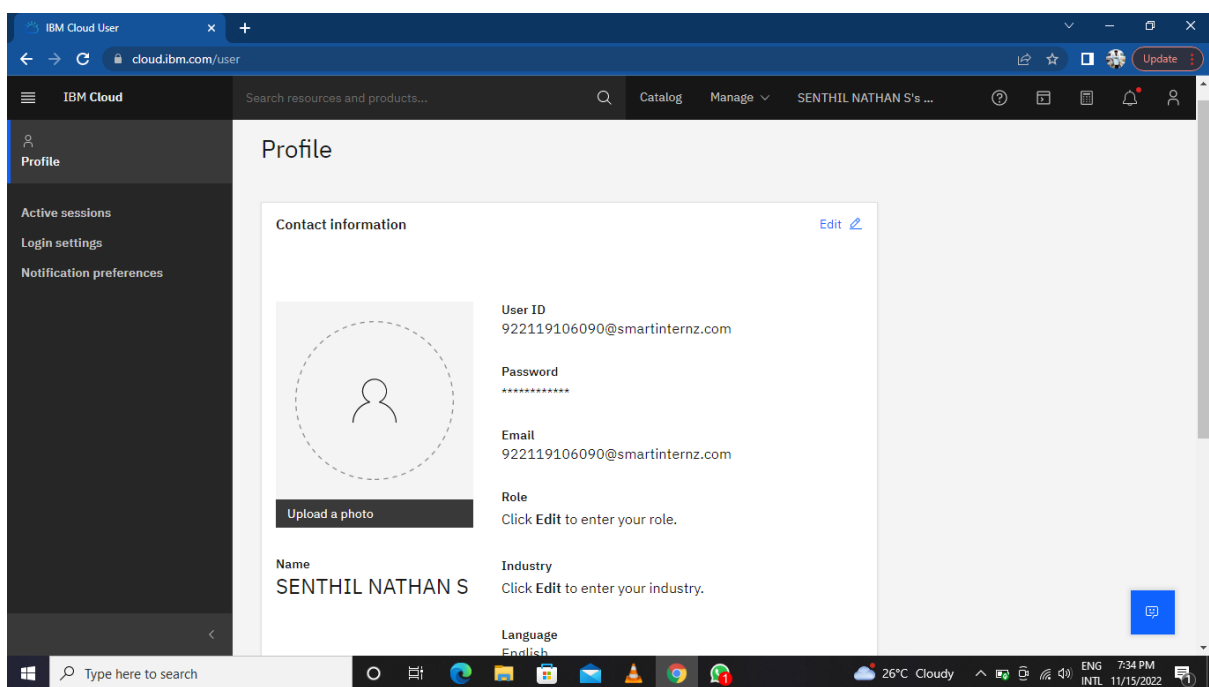 IBM Cloud User
cloud.ibm.com/user
Update
IBM Cloud
Search resources and products...
Catalog
Manage
SENTHIL NATHAN S's ...
Profile
Active sessions
Login settings
Notification preferences
Profile
Contact information
Edit
Upload a photo
Name
SENTHIL NATHAN S
User ID
922119106090@smartinternz.com
Password
************
Email
922119106090@smartinternz.com
Role
Click Edit to enter your role.
Industry
Click Edit to enter your industry.
Language
English
Type here to search
26°C Cloudy
ENG
INTL
7:34 PM
11/15/2022
1